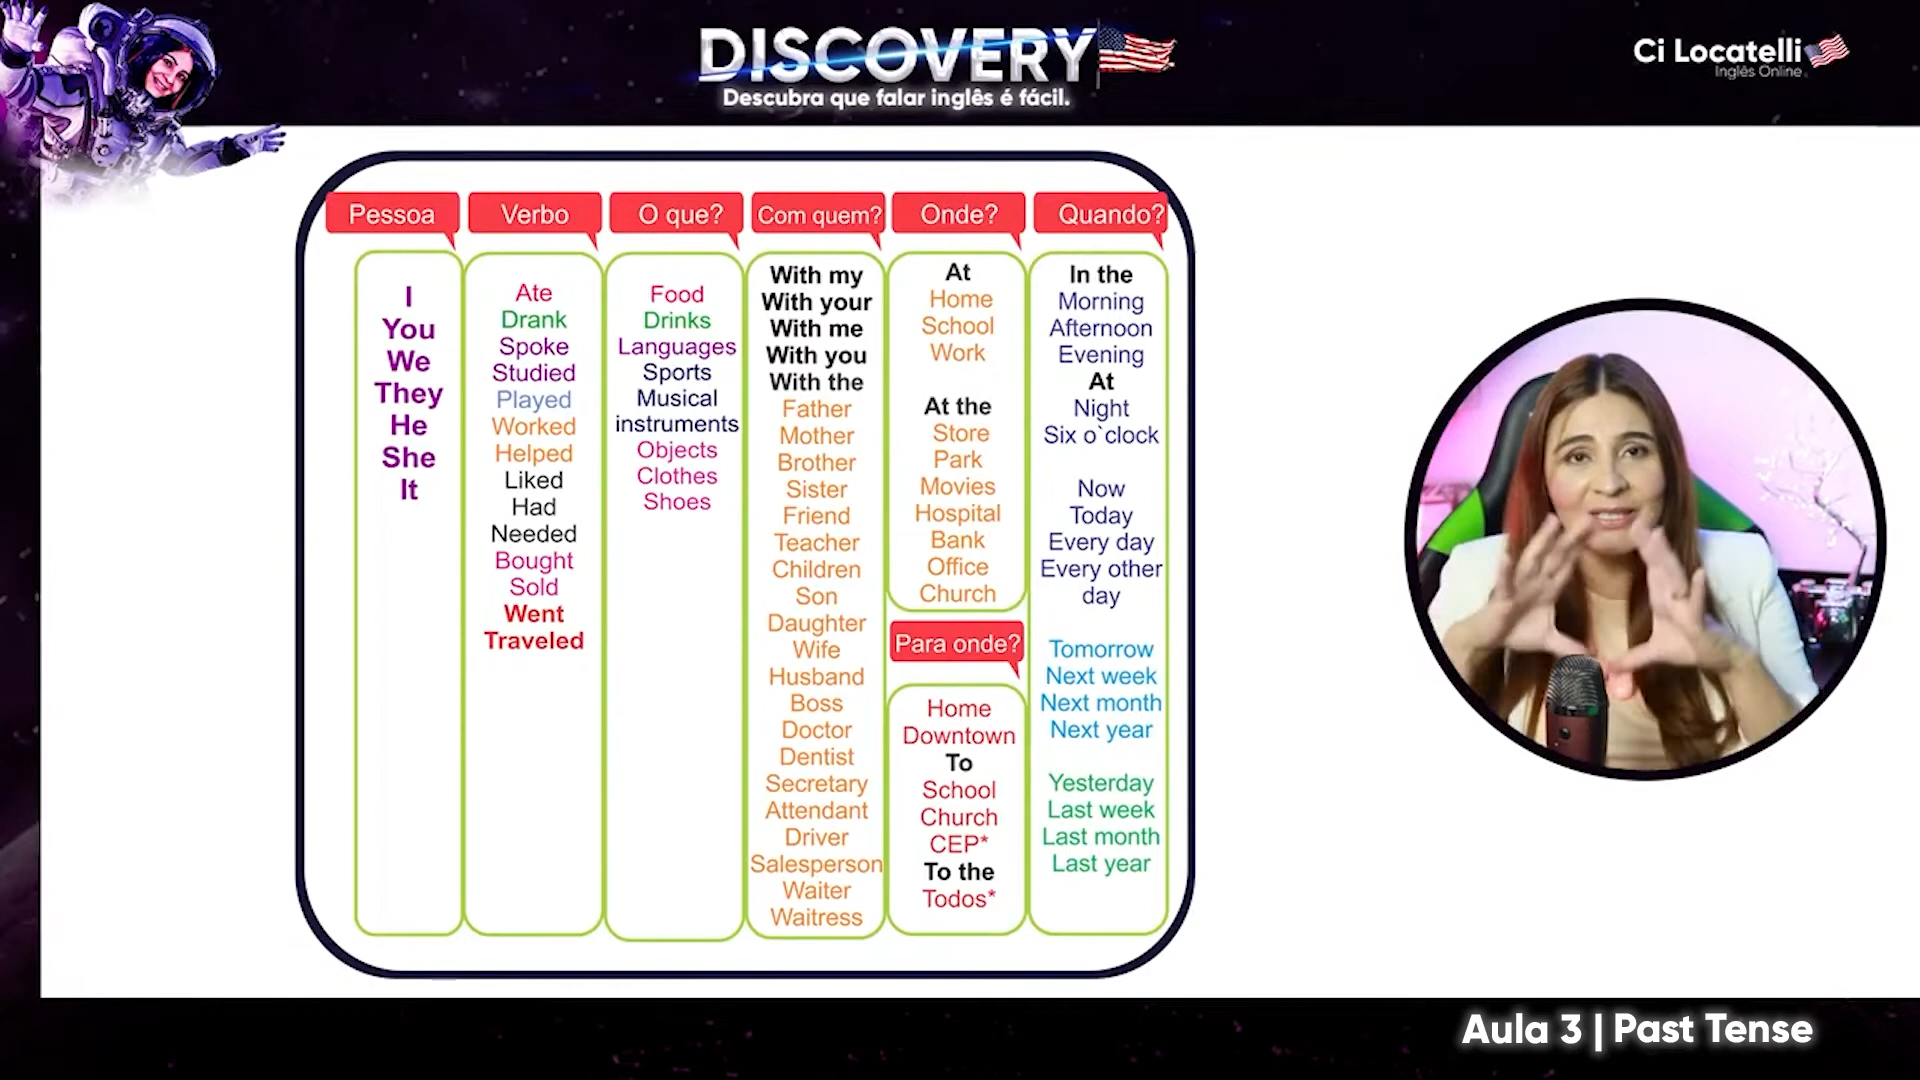 DISCOVERY
Descubra que falar inglês é fácil.
Ci Locatelli
Inglês Online
Pessoa
I
You
We
They
He
She
It
Verbo
Ate
Drank
Spoke
Studied
Played
Worked
Helped
Liked
Had
Needed
Bought
Sold
Went
Traveled
O que?
Food
Drinks
Languages
Sports
Musical
instruments
Objects
Clothes
Shoes
Com quem?
With my
With your
With me
With you
With the
Father
Mother
Brother
Sister
Friend
Teacher
Children
Son
Daughter
Wife
Husband
Boss
Doctor
Dentist
Secretary
Attendant
Driver
Salesperson
Waiter
Waitress
Onde?
At
Home
School
Work
At the
Store
Park
Movies
Hospital
Bank
Office
Church
Para onde?
Home
Downtown
To
School
Church
CEP*
To the
Todos*
Quando?
In the
Morning
Afternoon
Evening
At
Night
Six o`clock
Now
Today
Every day
Every other
day
Tomorrow
Next week
Next month
Next year
Yesterday
Last week
Last month
Last year
Aula 3 | Past Tense